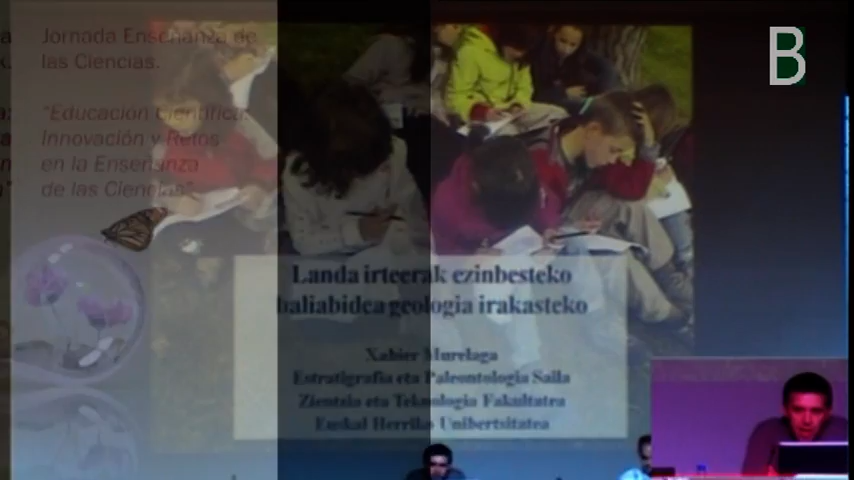 Jornada Enseñanza de
las Ciencias.
"Educación Científica:
Innovación y Retos
en la Enseñanza
de las Ciencias"
B
Landa irteerak ezinbesteko
baliabidea geologia irakasteko
Xabier Murelaga
Estratigrafia eta Paleontologia Saila
Zientzia eta Teknologia Fakultatea
Euskal Herriko Unibertsitatea